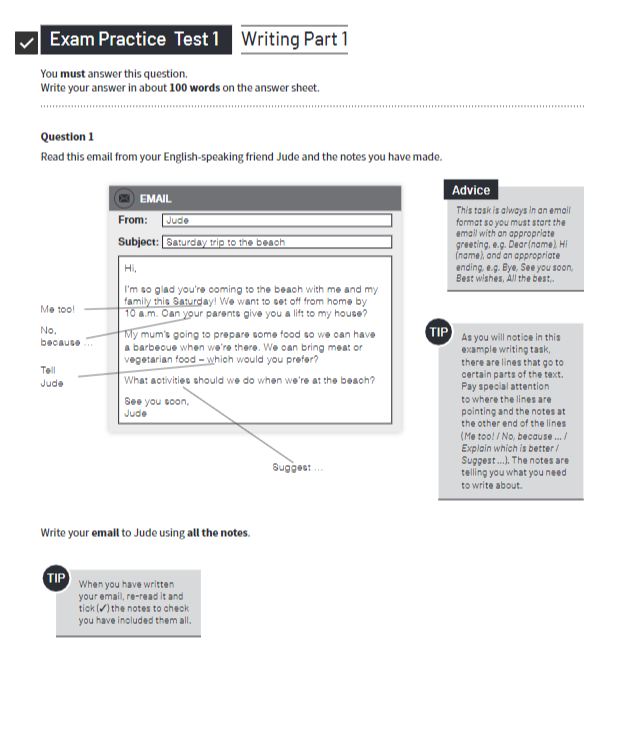 Exam Practice Test 1 Writing Part 1
You must answer this question.
Write your answer in about 100 words on the answer sheet.
Question 1
Read this email from your English-speaking friend Jude and the notes you have made.
EMAIL
From: Jude
Subject: Saturday trip to the beach
Hi,
I'm so glad you're coming to the beach with me and my
family this Saturday! We want to set off from home by
10 a.m. Can your parents give you a lift to my house?
My mum's going to prepare some food so we can have
a barbecue when we're there. We can bring meat or
vegetarian food – which would you prefer?
What activities should we do when we're at the beach?
See you soon,
Jude
Me too!
No,
because ...
Tell
Jude
Suggest ...
Advice
This task is always in an email
format so you must start the
email with an appropriate
greeting, e.g. Dear (name), Hi
(name), and an appropriate
ending, e.g. Bye, See you soon,
Best wishes, All the best,.
TIP
As you will notice in this
example writing task,
there are lines that go to
certain parts of the text.
Pay special attention
to where the lines are
pointing and the notes at
the other end of the lines
(Me too! / No, because ... /
Explain which is better /
Suggest ...). The notes are
telling you what you need
to write about.
Write your email to Jude using all the notes.
TIP
When you have written
your email, re-read it and
tick (✓) the notes to check
you have included them all.